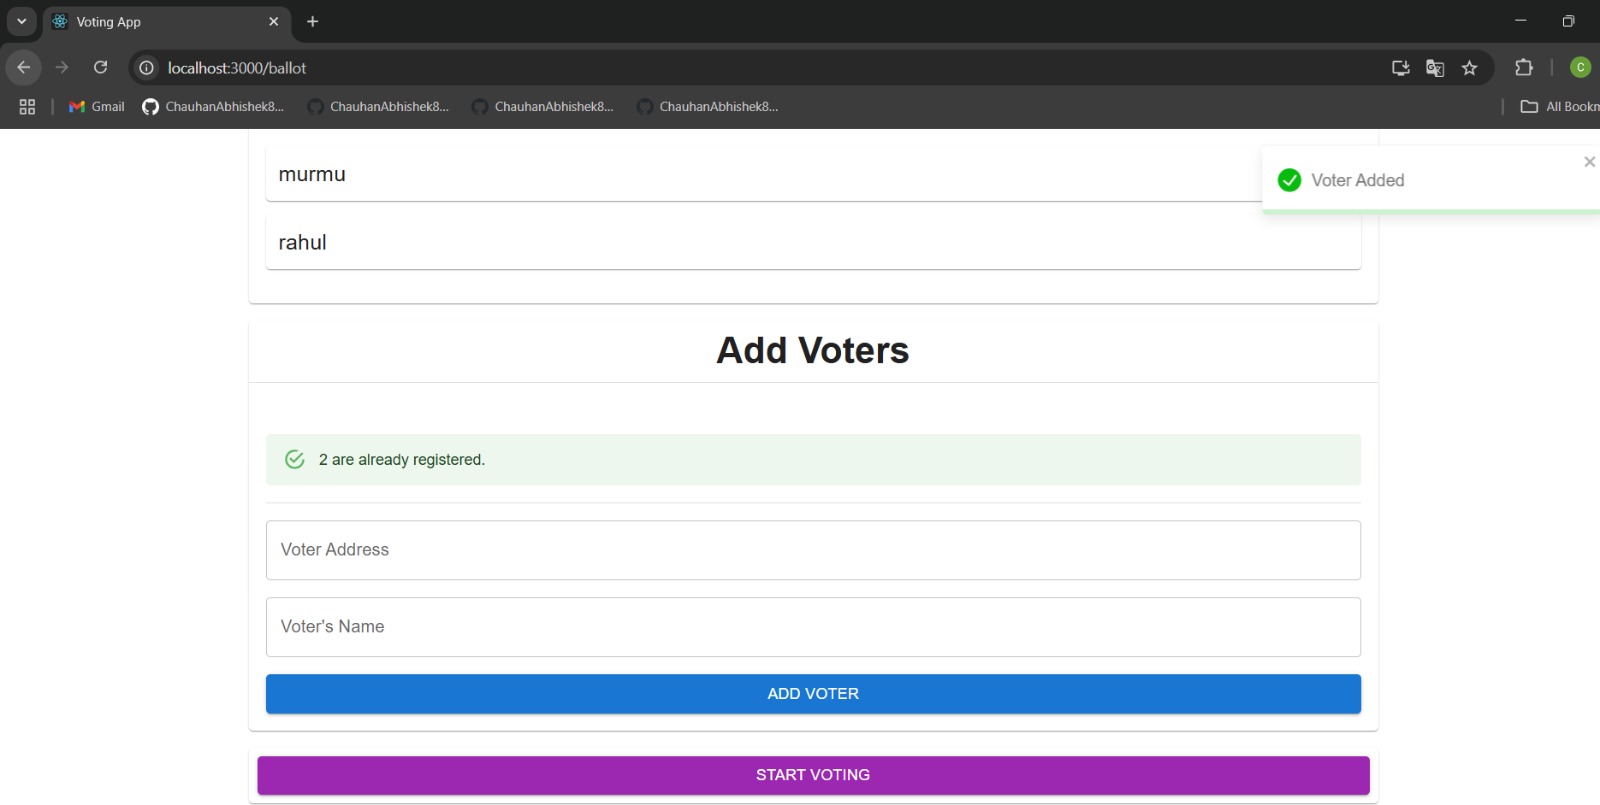 Voting App
localhost:3000/ballot
Gmail
ChauhanAbhishek8...
ChauhanAbhishek8...
ChauhanAbhishek8...
ChauhanAbhishek8...
All Bookm
C
murmu
Voter Added
rahul
Add Voters
2 are already registered.
Voter Address
Voter's Name
ADD VOTER
START VOTING